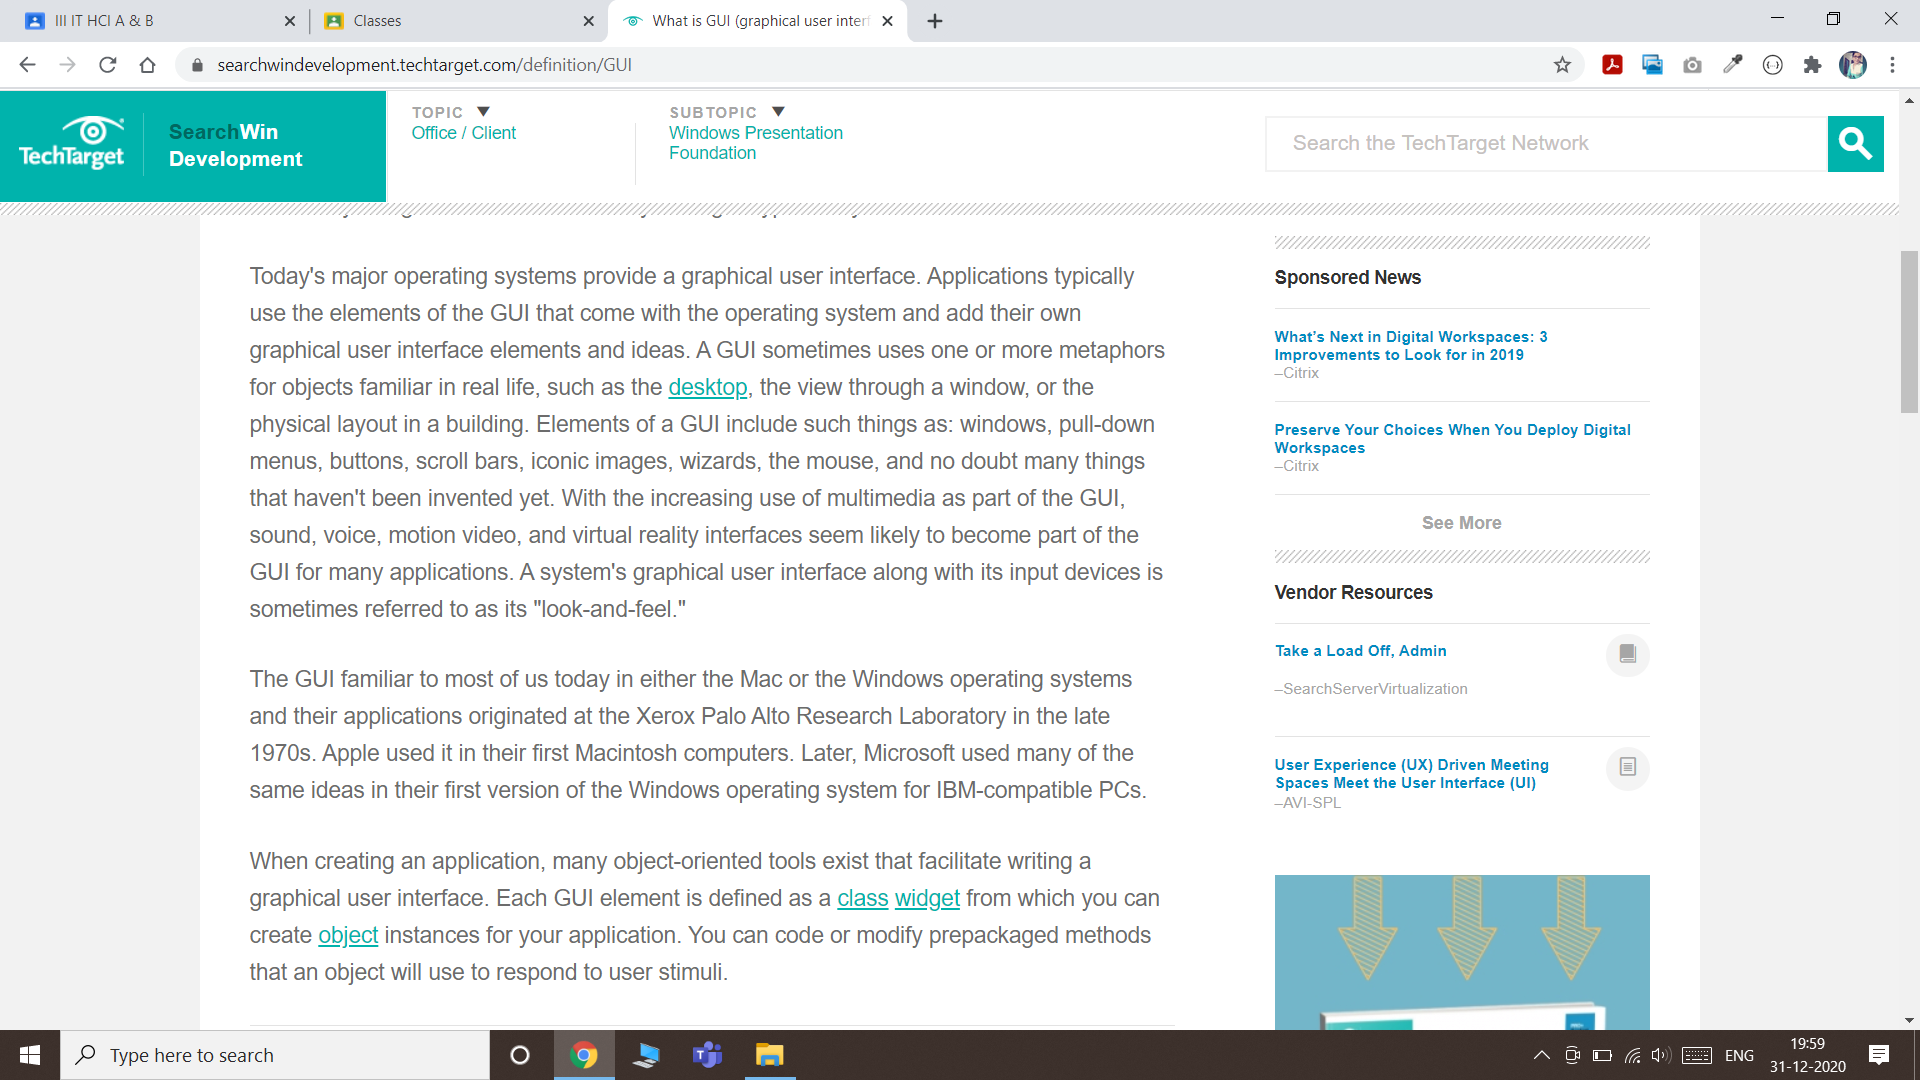 III IT HCI A & B
Classes
What is GUI (graphical user inter
searchwindevelopment.techtarget.com/definition/GUI
TechTarget
SearchWin
Development
TOPIC
Office / Client
SUBTOPIC
Windows Presentation
Foundation
Search the TechTarget Network
Today's major operating systems provide a graphical user interface. Applications typically
use the elements of the GUI that come with the operating system and add their own
graphical user interface elements and ideas. A GUI sometimes uses one or more metaphors
for objects familiar in real life, such as the desktop, the view through a window, or the
physical layout in a building. Elements of a GUI include such things as: windows, pull-down
menus, buttons, scroll bars, iconic images, wizards, the mouse, and no doubt many things
that haven't been invented yet. With the increasing use of multimedia as part of the GUI,
sound, voice, motion video, and virtual reality interfaces seem likely to become part of the
GUI for many applications. A system's graphical user interface along with its input devices is
sometimes referred to as its "look-and-feel."
The GUI familiar to most of us today in either the Mac or the Windows operating systems
and their applications originated at the Xerox Palo Alto Research Laboratory in the late
1970s. Apple used it in their first Macintosh computers. Later, Microsoft used many of the
same ideas in their first version of the Windows operating system for IBM-compatible PCs.
When creating an application, many object-oriented tools exist that facilitate writing a
graphical user interface. Each GUI element is defined as a class widget from which you can
create object instances for your application. You can code or modify prepackaged methods
that an object will use to respond to user stimuli.
Sponsored News
What's Next in Digital Workspaces: 3
Improvements to Look for in 2019
–Citrix
Preserve Your Choices When You Deploy Digital
Workspaces
–Citrix
See More
Vendor Resources
Take a Load Off, Admin
–SearchServerVirtualization
User Experience (UX) Driven Meeting
Spaces Meet the User Interface (UI)
–AVI-SPL
Type here to search
ENG
19:59
31-12-2020